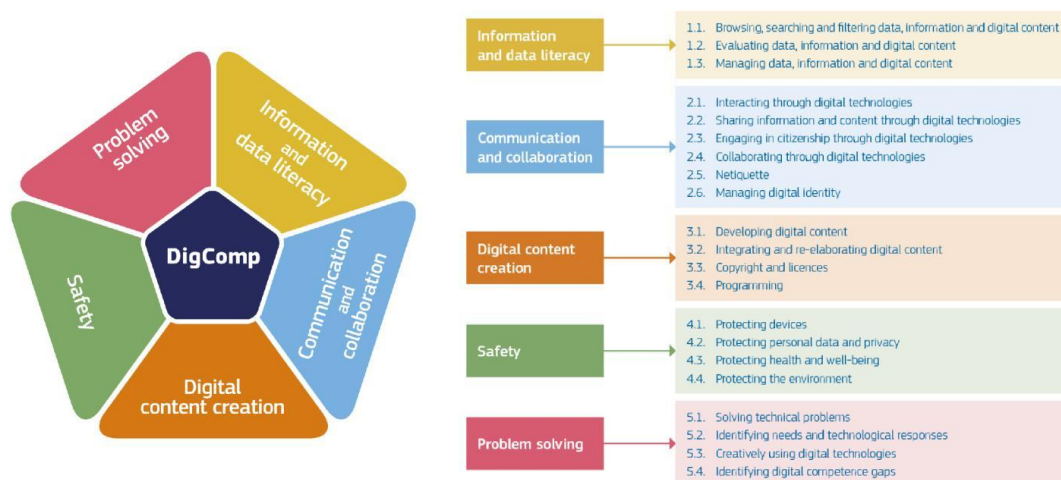 Problem
solving
Information
and
data literacy
DigComp
Safety
Communication
and
collaboration
Digital
content creation
Information
and data literacy
1.1. Browsing, searching and filtering data, information and digital content
1.2. Evaluating data, information and digital content
1.3. Managing data, information and digital content
Communication
and collaboration
2.1. Interacting through digital technologies
2.2. Sharing information and content through digital technologies
2.3. Engaging in citizenship through digital technologies
2.4. Collaborating through digital technologies
2.5. Netiquette
2.6. Managing digital identity
Digital content
creation
3.1. Developing digital content
3.2. Integrating and re-elaborating digital content
3.3. Copyright and licences
3.4. Programming
Safety
4.1. Protecting devices
4.2. Protecting personal data and privacy
4.3. Protecting health and well-being
4.4. Protecting the environment
Problem solving
5.1. Solving technical problems
5.2. Identifying needs and technological responses
5.3. Creatively using digital technologies
5.4. Identifying digital competence gaps